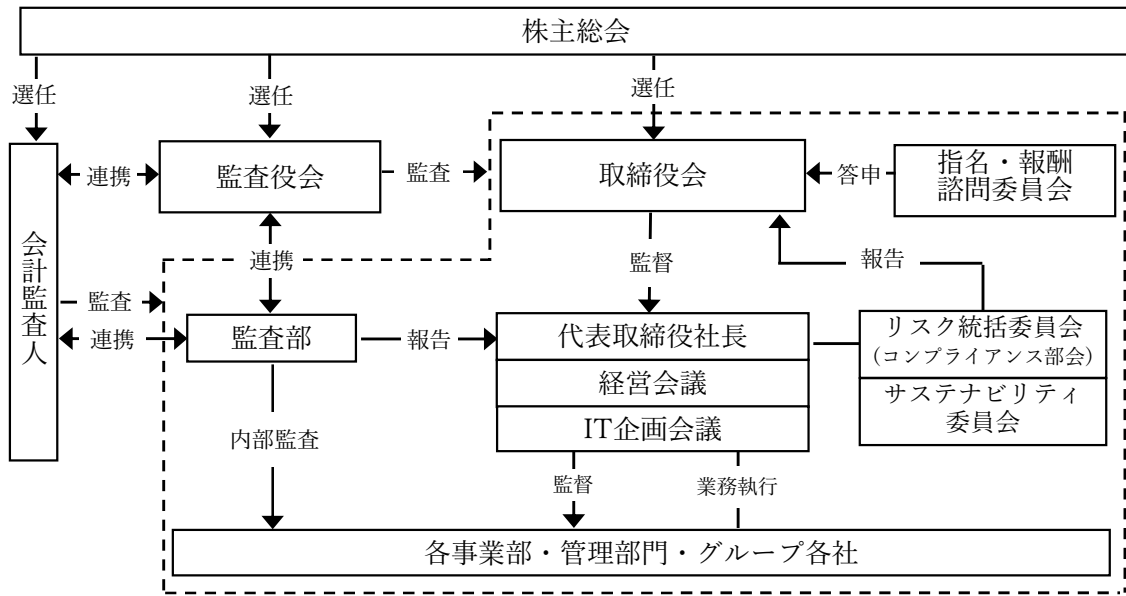 株主総会
選任
選任
選任
会計監査人
連携
監査役会
監査
取締役会
答申
指名・報酬
諮問委員会
連携
監督
報告
監査
連携
監査部
報告
代表取締役社長
経営会議
IT企画会議
リスク統括委員会
(コンプライアンス部会)
サステナビリティ
委員会
内部監査
監督
業務執行
各事業部・管理部門・グループ各社